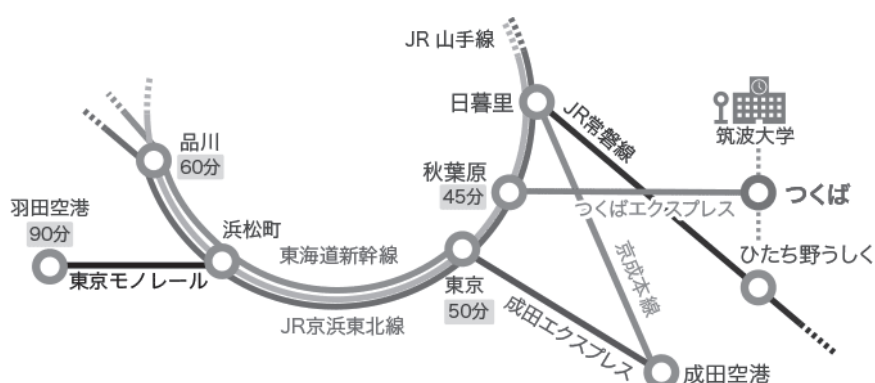 JR 山手線
日暮里
JR常磐線
筑波大学
品川
60分
秋葉原
45分
つくばエクスプレス
つくば
羽田空港
90分
浜松町
東海道新幹線
ひたち野うしく
東京モノレール
東京
50分
京成本線
JR京浜東北線
成田エクスプレス
成田空港